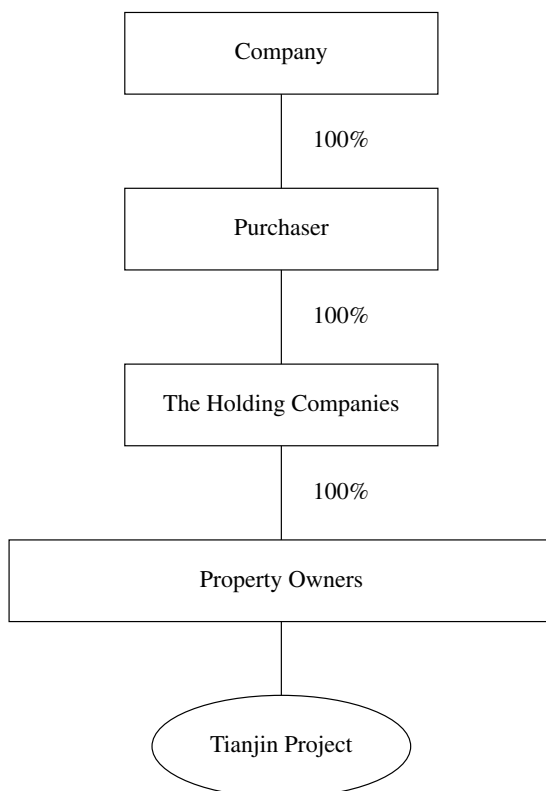 Company
100%
Purchaser
100%
The Holding Companies
100%
Property Owners
Tianjin Project